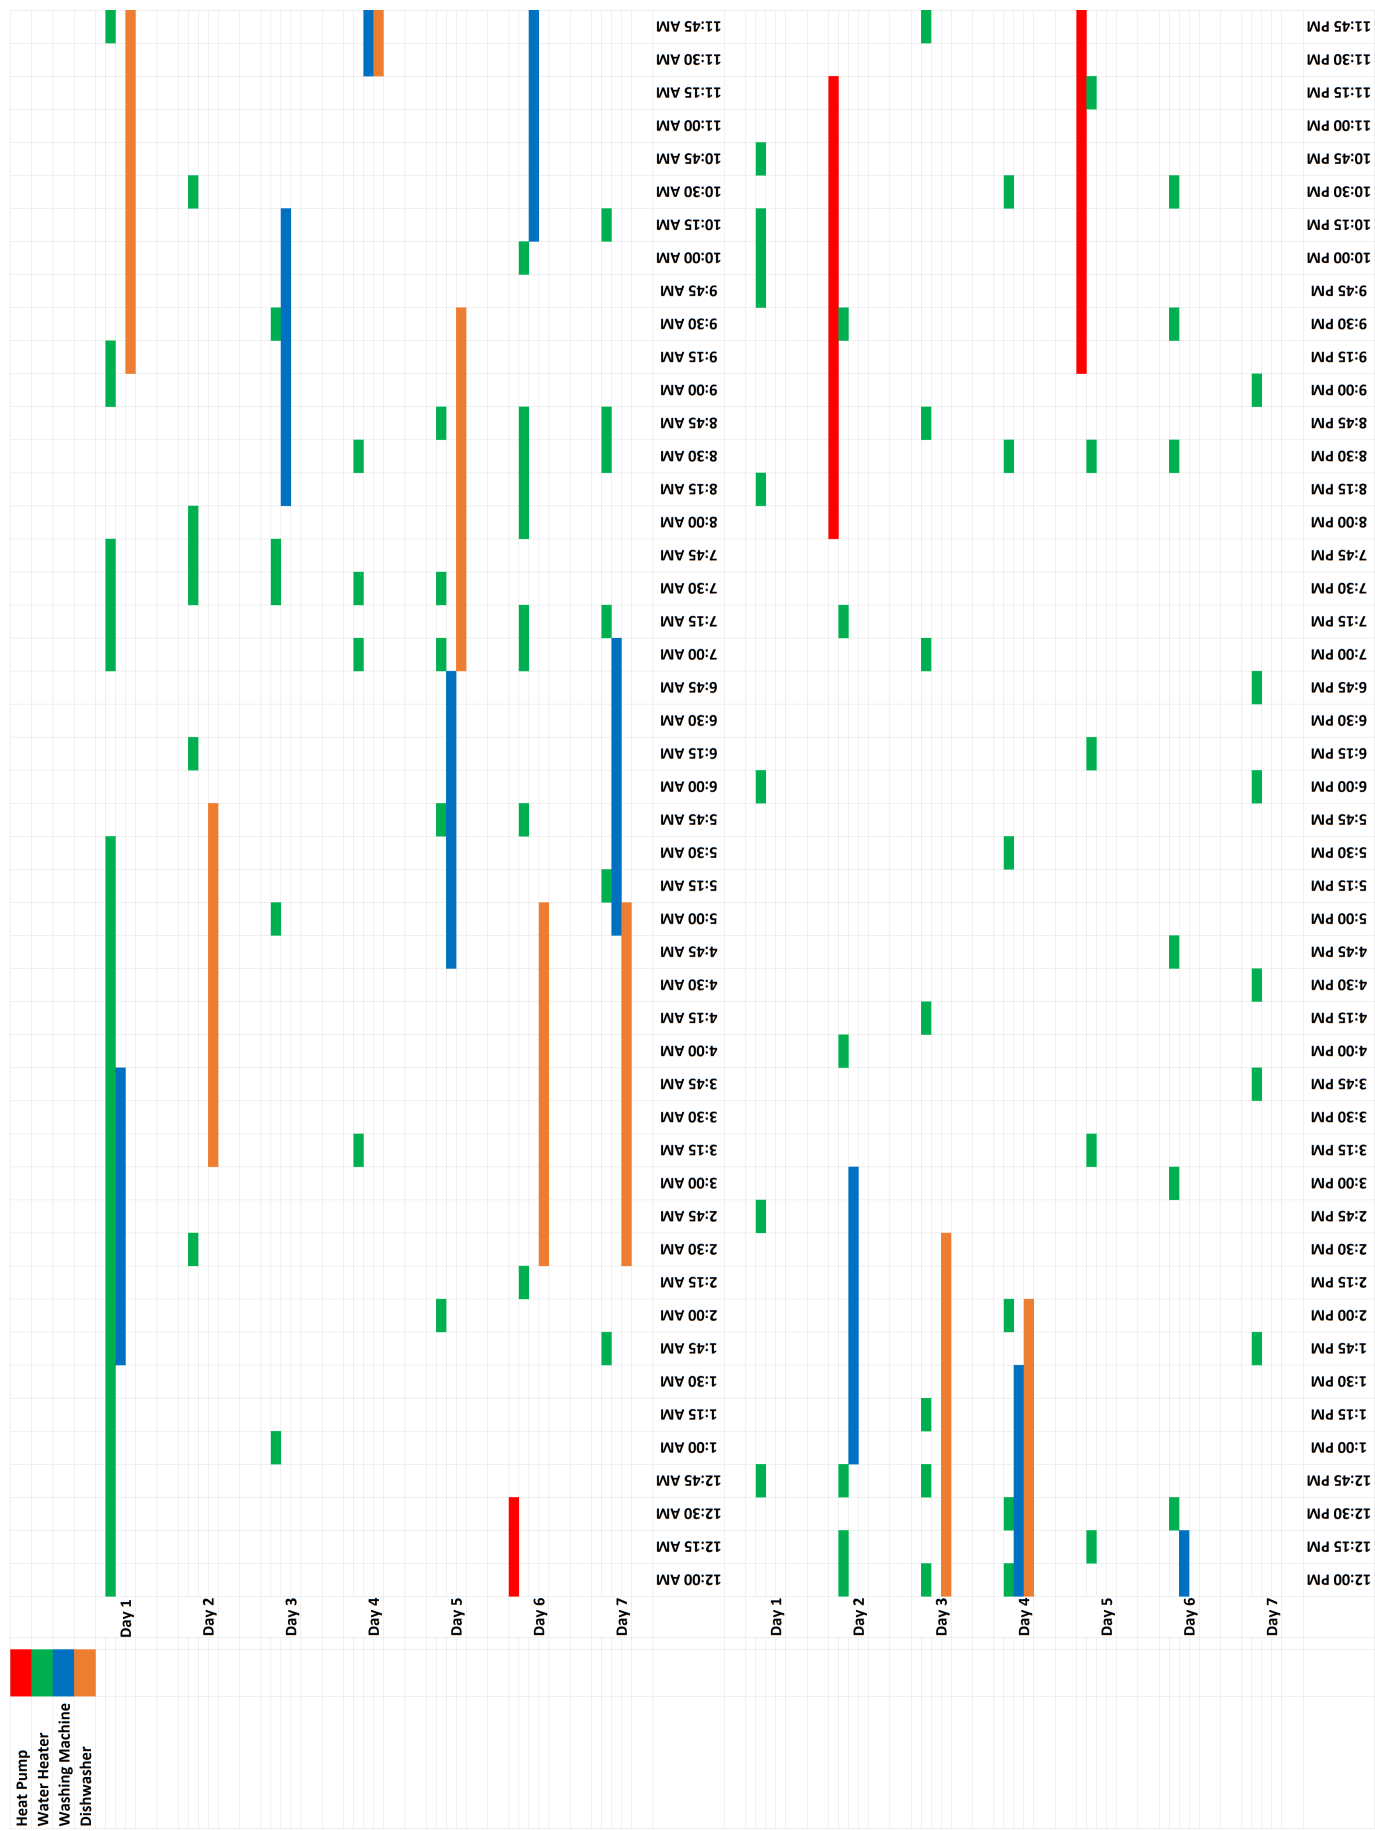 Heat Pump
Water Heater
Washing Machine
Dishwasher
Day 1
Day 2
Day 3
Day 4
Day 5
Day 6
Day 7
12:00 AM
12:15 AM
12:30 AM
12:45 AM
1:00 AM
1:15 AM
1:30 AM
1:45 AM
2:00 AM
2:15 AM
2:30 AM
2:45 AM
3:00 AM
3:15 AM
3:30 AM
3:45 AM
4:00 AM
4:15 AM
4:30 AM
4:45 AM
5:00 AM
5:15 AM
5:30 AM
5:45 AM
6:00 AM
6:15 AM
6:30 AM
6:45 AM
7:00 AM
7:15 AM
7:30 AM
7:45 AM
8:00 AM
8:15 AM
8:30 AM
8:45 AM
9:00 AM
9:15 AM
9:30 AM
9:45 AM
10:00 AM
10:15 AM
10:30 AM
10:45 AM
11:00 AM
11:15 AM
11:30 AM
11:45 AM
Day 1
Day 2
Day 3
Day 4
Day 5
Day 6
Day 7
12:00 PM
12:15 PM
12:30 PM
12:45 PM
1:00 PM
1:15 PM
1:30 PM
1:45 PM
2:00 PM
2:15 PM
2:30 PM
2:45 PM
3:00 PM
3:15 PM
3:30 PM
3:45 PM
4:00 PM
4:15 PM
4:30 PM
4:45 PM
5:00 PM
5:15 PM
5:30 PM
5:45 PM
6:00 PM
6:15 PM
6:30 PM
6:45 PM
7:00 PM
7:15 PM
7:30 PM
7:45 PM
8:00 PM
8:15 PM
8:30 PM
8:45 PM
9:00 PM
9:15 PM
9:30 PM
9:45 PM
10:00 PM
10:15 PM
10:30 PM
10:45 PM
11:00 PM
11:15 PM
11:30 PM
11:45 PM